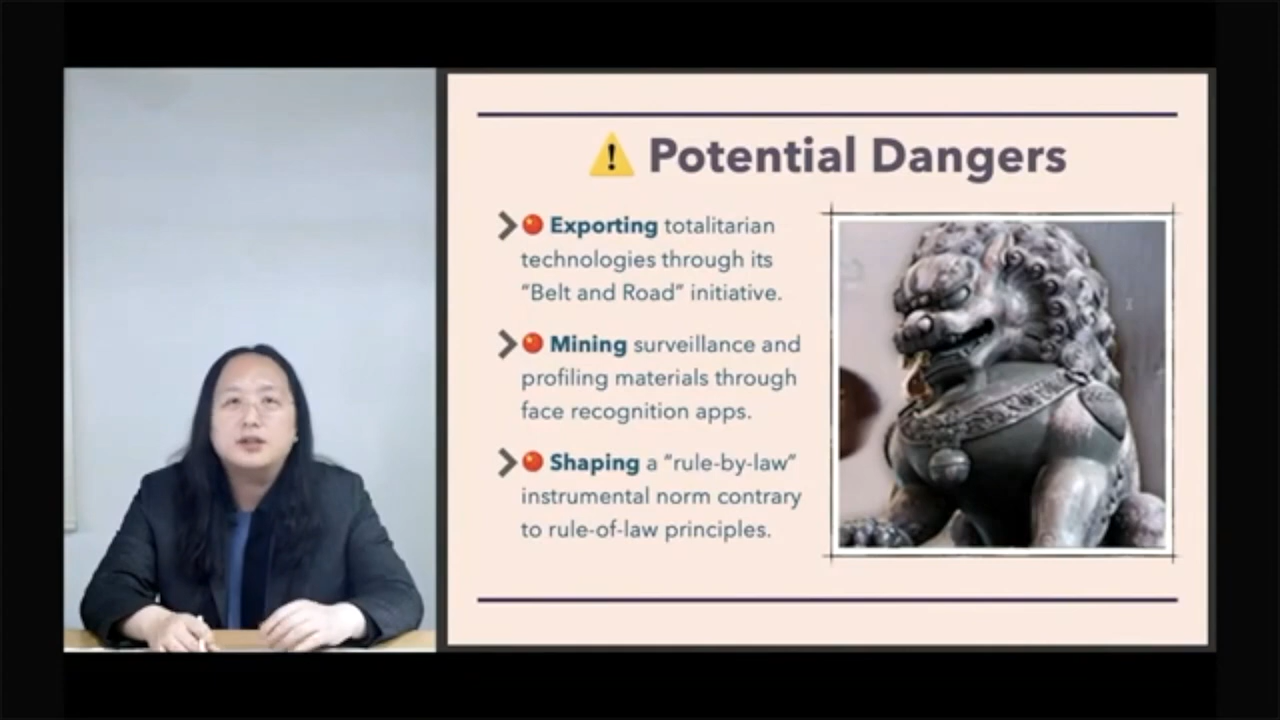 ⚠️ Potential Dangers
Exporting totalitarian
technologies through its
“Belt and Road” initiative.
Mining surveillance and
profiling materials through
face recognition apps.
Shaping a “rule-by-law”
instrumental norm contrary
to rule-of-law principles.